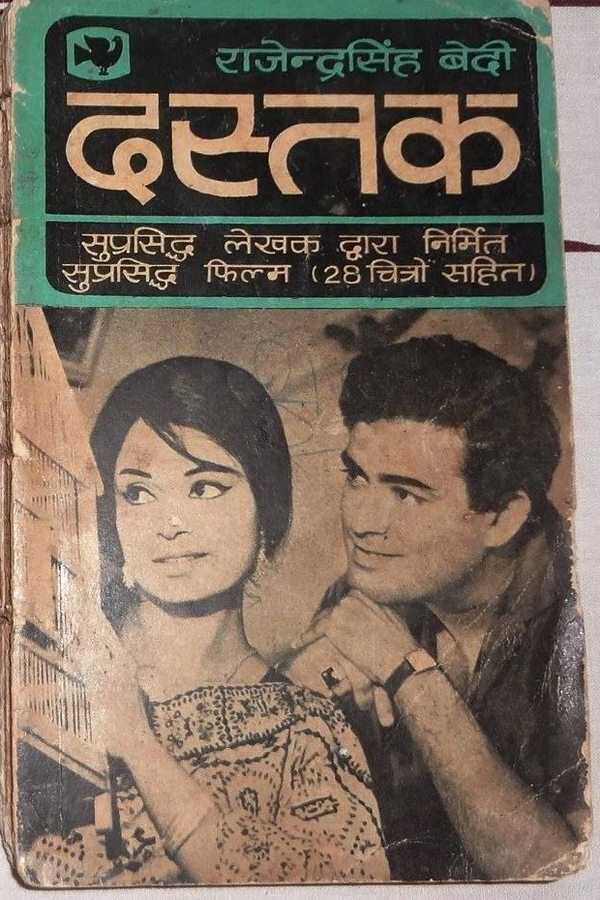 राजेन्द्रसिंह बेदी
दस्तक
सुप्रसिद्ध लेखक द्वारा निर्मित
सुप्रसिद्ध फिल्म (28 चित्रों सहित)